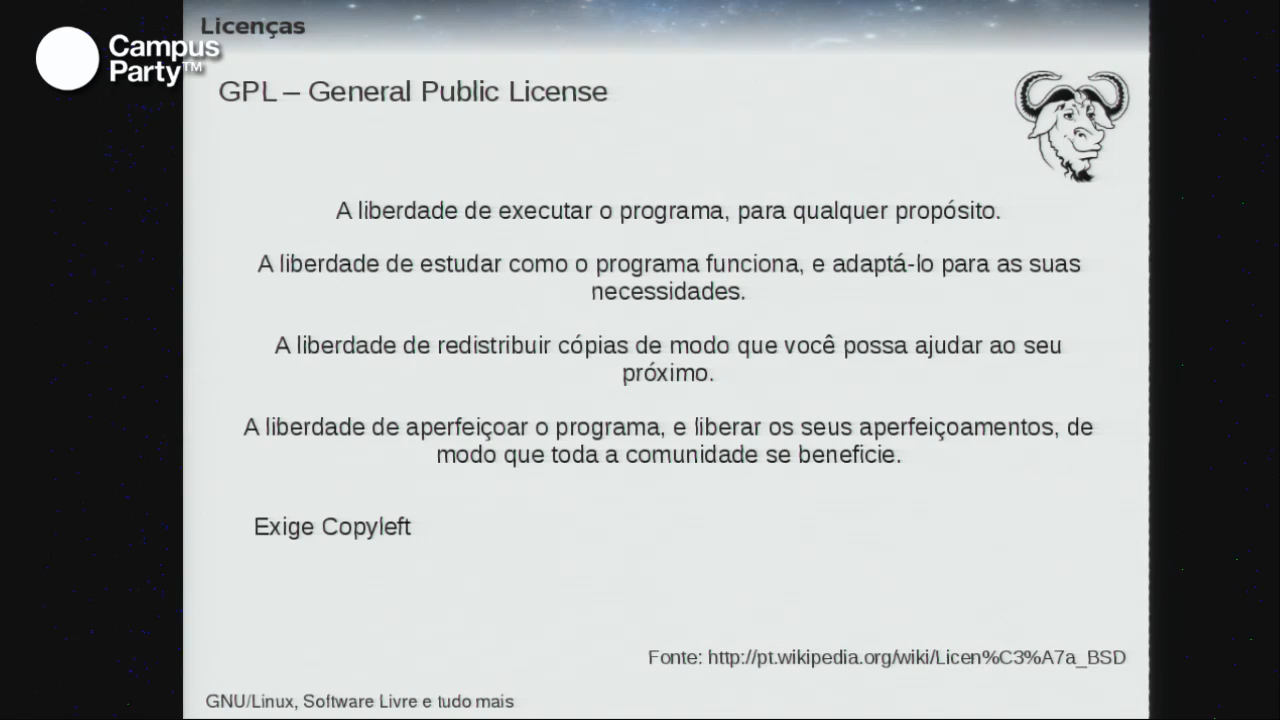 Licenças
Campus
Party™
GPL – General Public License
A liberdade de executar o programa, para qualquer propósito.
A liberdade de estudar como o programa funciona, e adaptá-lo para as suas
necessidades.
A liberdade de redistribuir cópias de modo que você possa ajudar ao seu
próximo.
A liberdade de aperfeiçoar o programa, e liberar os seus aperfeiçoamentos, de
modo que toda a comunidade se beneficie.
Exige Copyleft
Fonte: http://pt.wikipedia.org/wiki/Licen%C3%A7a_BSD
GNU/Linux, Software Livre e tudo mais